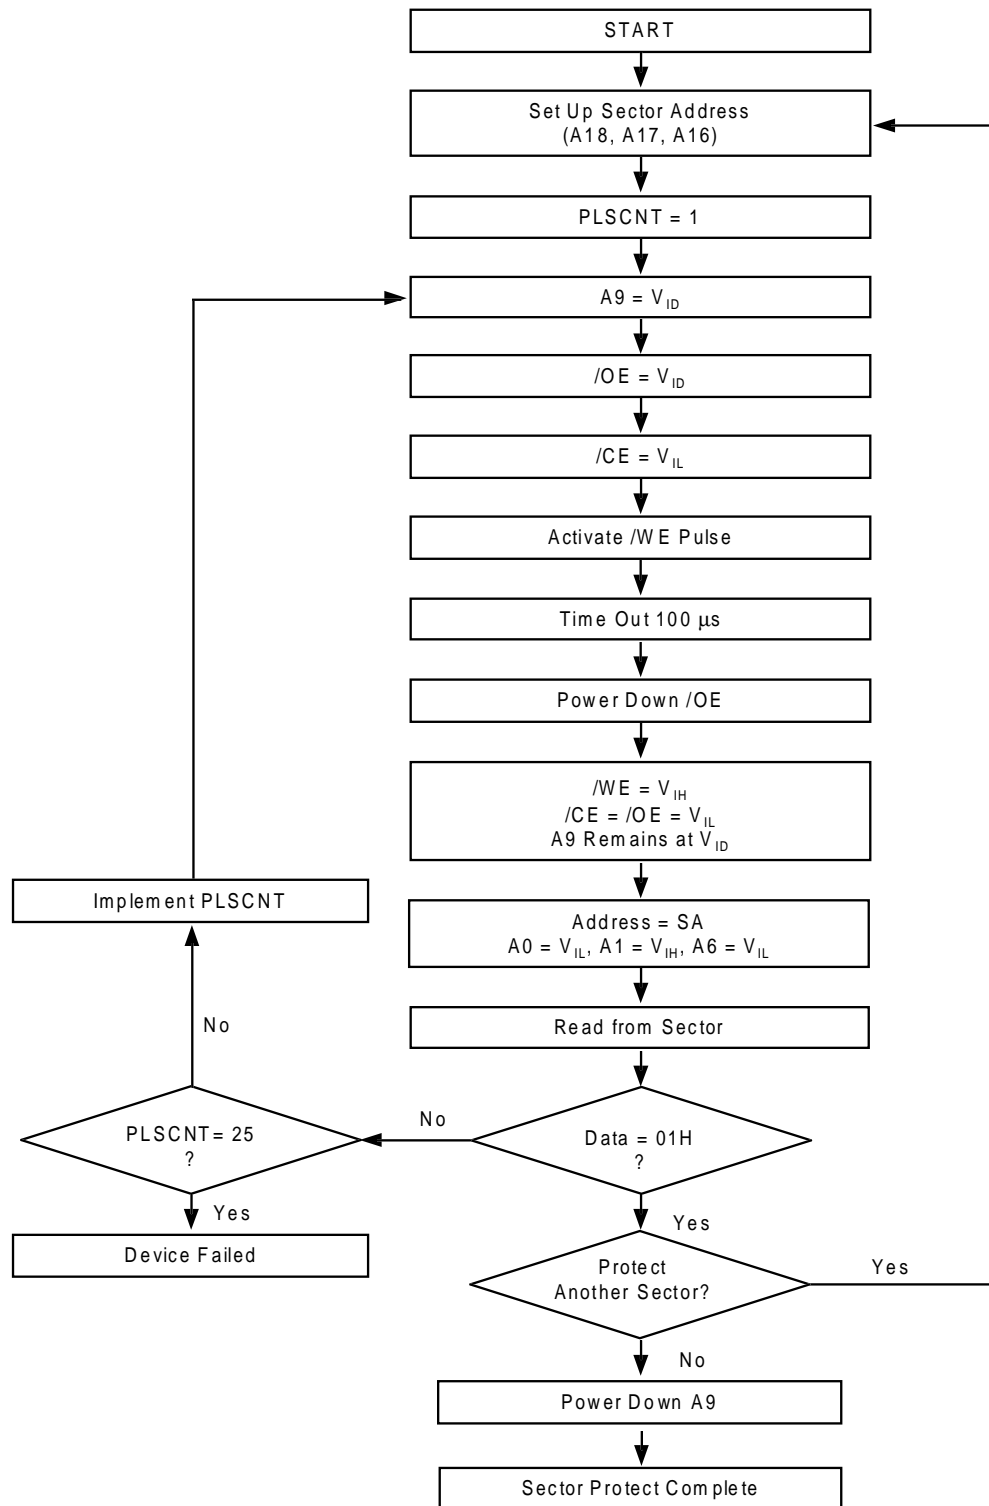 START
Set Up Sector Address
(A18, A17, A16)
PLSCNT = 1
A9 = VID
/OE = VID
/CE = VIL
Activate /WE Pulse
Time Out 100 µs
Power Down /OE
/WE = VIH
/CE = /OE = VIL
A9 Remains at VID
Implement PLSCNT
Address = SA
A0 = VIL, A1 = VIH, A6 = VIL
No
Read from Sector
No
PLSCNT= 25
?
Data = 01H
?
Yes
Yes
Device Failed
Protect
Another Sector?
Yes
No
Power Down A9
Sector Protect Complete